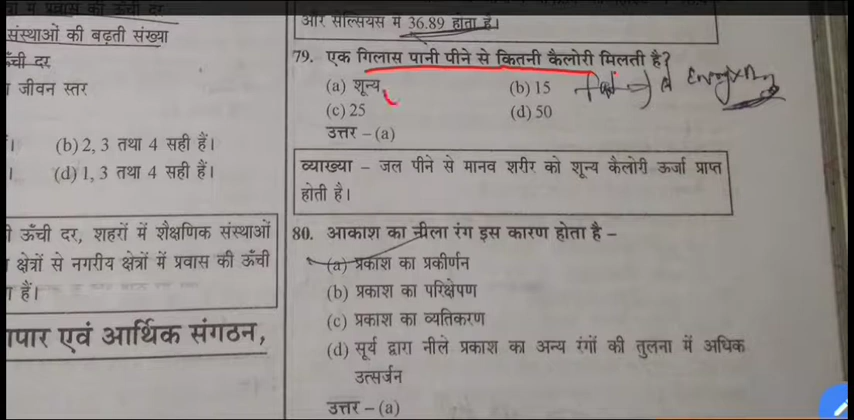 संस्थाओं की बढ़ती संख्या
ऊँची दर
जीवन स्तर
(b) 2, 3 तथा 4 सही हैं।
(d) 1, 3 तथा 4 सही हैं।
ऊँची दर, शहरों में शैक्षणिक संस्थाओं
क्षेत्रों से नगरीय क्षेत्रों में प्रवास की ऊँची
हैं।
एवं आर्थिक संगठन,
और सेल्सियस में 36.89 होता है।
79. एक गिलास पानी पीने से कितनी कैलोरी मिलती है?
(a) शून्य (b) 15
(c) 25 (d) 50
उत्तर – (a)
व्याख्या – जल पीने से मानव शरीर को शून्य कैलोरी ऊर्जा प्राप्त
होती है।
80. आकाश का नीला रंग इस कारण होता है –
(a) प्रकाश का प्रकीर्णन
(b) प्रकाश का परिक्षेपण
(c) प्रकाश का व्यतिकरण
(d) सूर्य द्वारा नीले प्रकाश का अन्य रंगों की तुलना में अधिक
उत्सर्जन
उत्तर – (a)